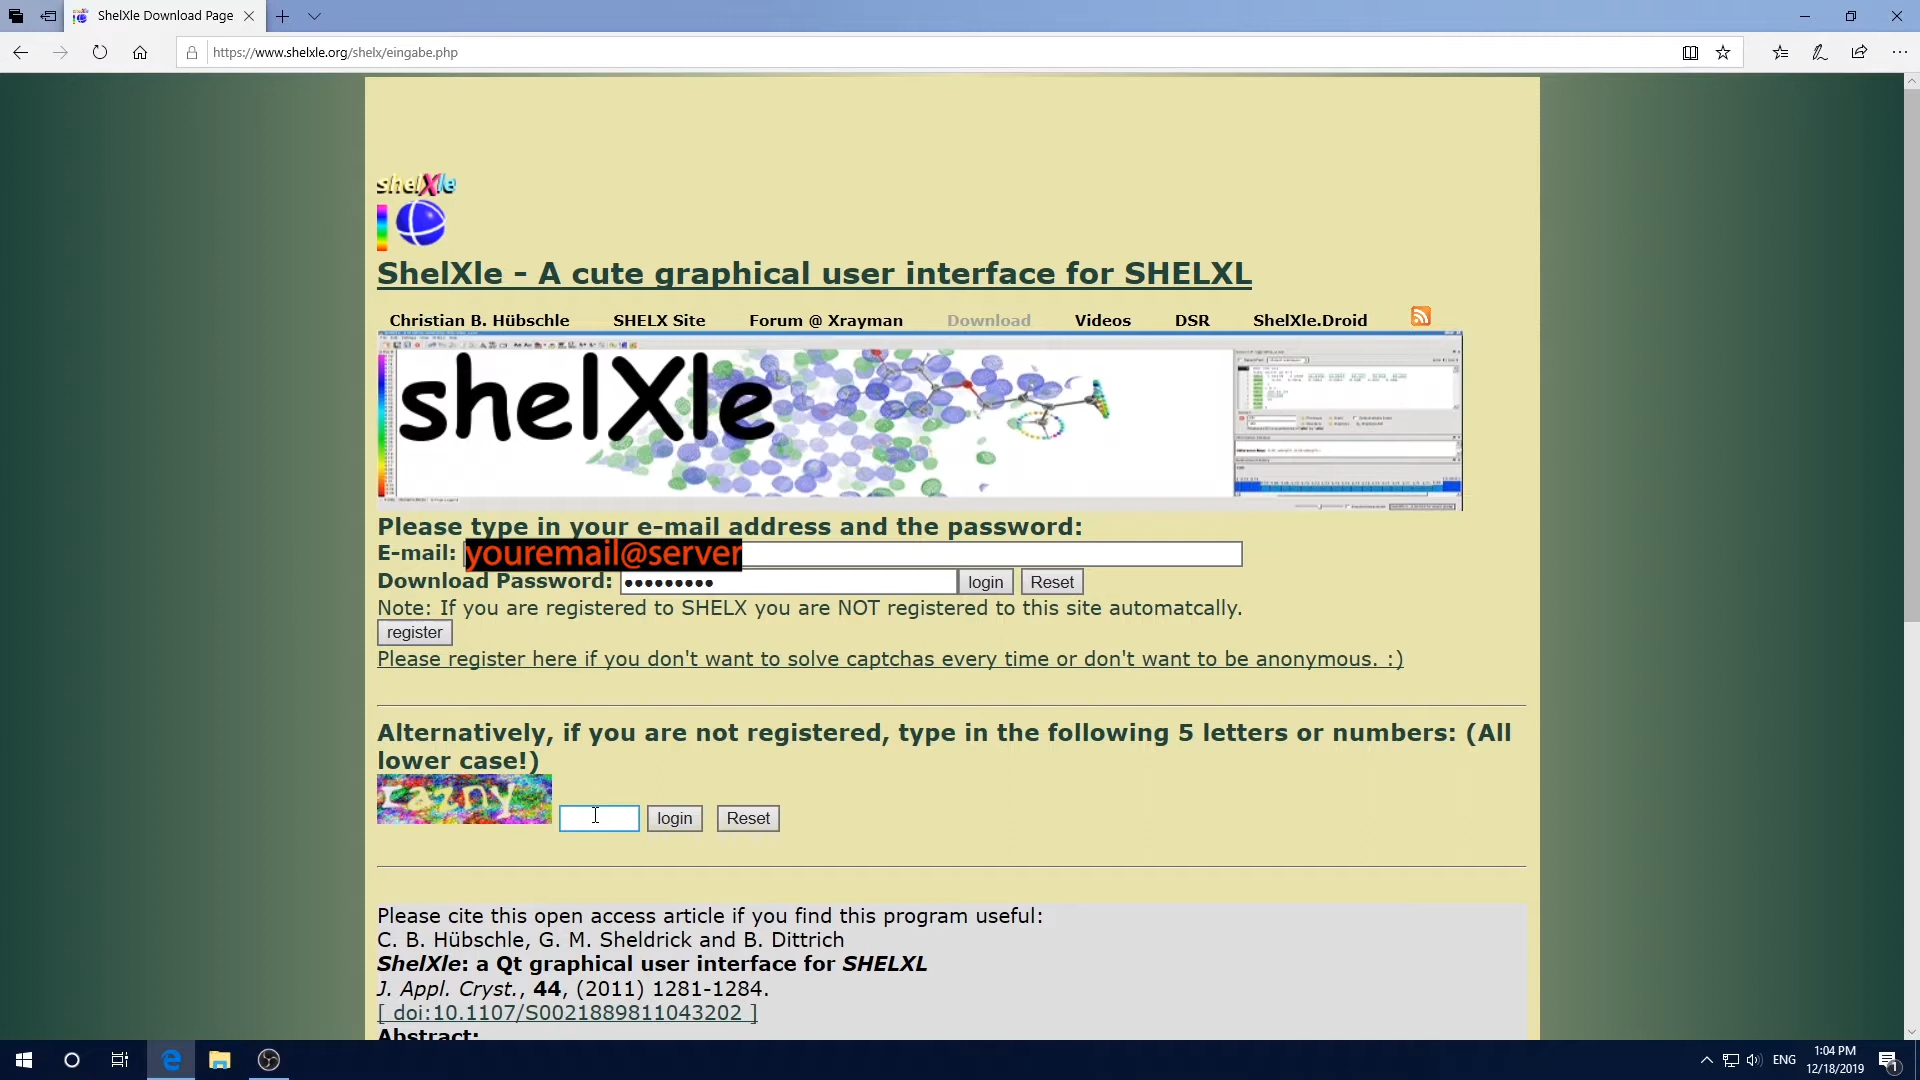 ShelXle Download Page
https://www.shelxle.org/shelx/eingabe.php
shelXle
ShelXle - A cute graphical user interface for SHELXL
Christian B. Hübschle SHELX Site Forum @ Xrayman Download Videos DSR ShelXle.Droid
shelXle
Please type in your e-mail address and the password:
E-mail: youremail@server
Download Password: ●●●●●●●●● login Reset
Note: If you are registered to SHELX you are NOT registered to this site automatcally.
register
Please register here if you don't want to solve captchas every time or don't want to be anonymous. :)
Alternatively, if you are not registered, type in the following 5 letters or numbers: (All
lower case!)
razny login Reset
Please cite this open access article if you find this program useful:
C. B. Hübschle, G. M. Sheldrick and B. Dittrich
ShelXle: a Qt graphical user interface for SHELXL
J. Appl. Cryst., 44, (2011) 1281-1284.
[ doi:10.1107/S0021889811043202 ]
Abstract:
ENG
1:04 PM
12/18/2019
1